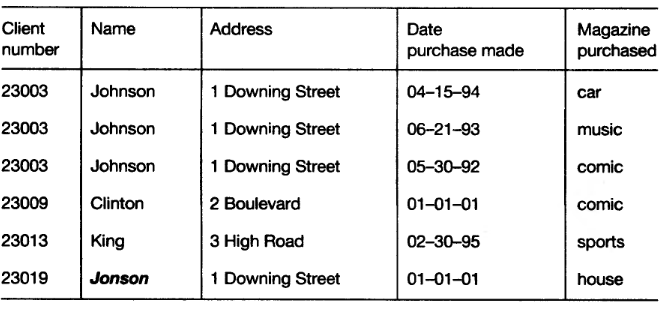 Client number | Name | Address | Date purchase made | Magazine purchased
23003 | Johnson | 1 Downing Street | 04–15–94 | car
23003 | Johnson | 1 Downing Street | 06–21–93 | music
23003 | Johnson | 1 Downing Street | 05–30–92 | comic
23009 | Clinton | 2 Boulevard | 01–01–01 | comic
23013 | King | 3 High Road | 02–30–95 | sports
23019 | Jonson | 1 Downing Street | 01–01–01 | house